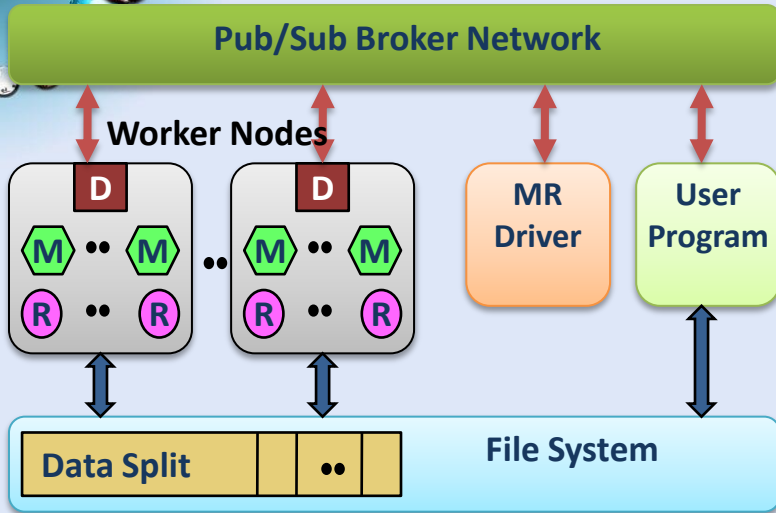 Pub/Sub Broker Network
Worker Nodes
D
D
MR
Driver
User
Program
M •• M •• M •• M
R •• R
R •• R
Data Split
••
File System